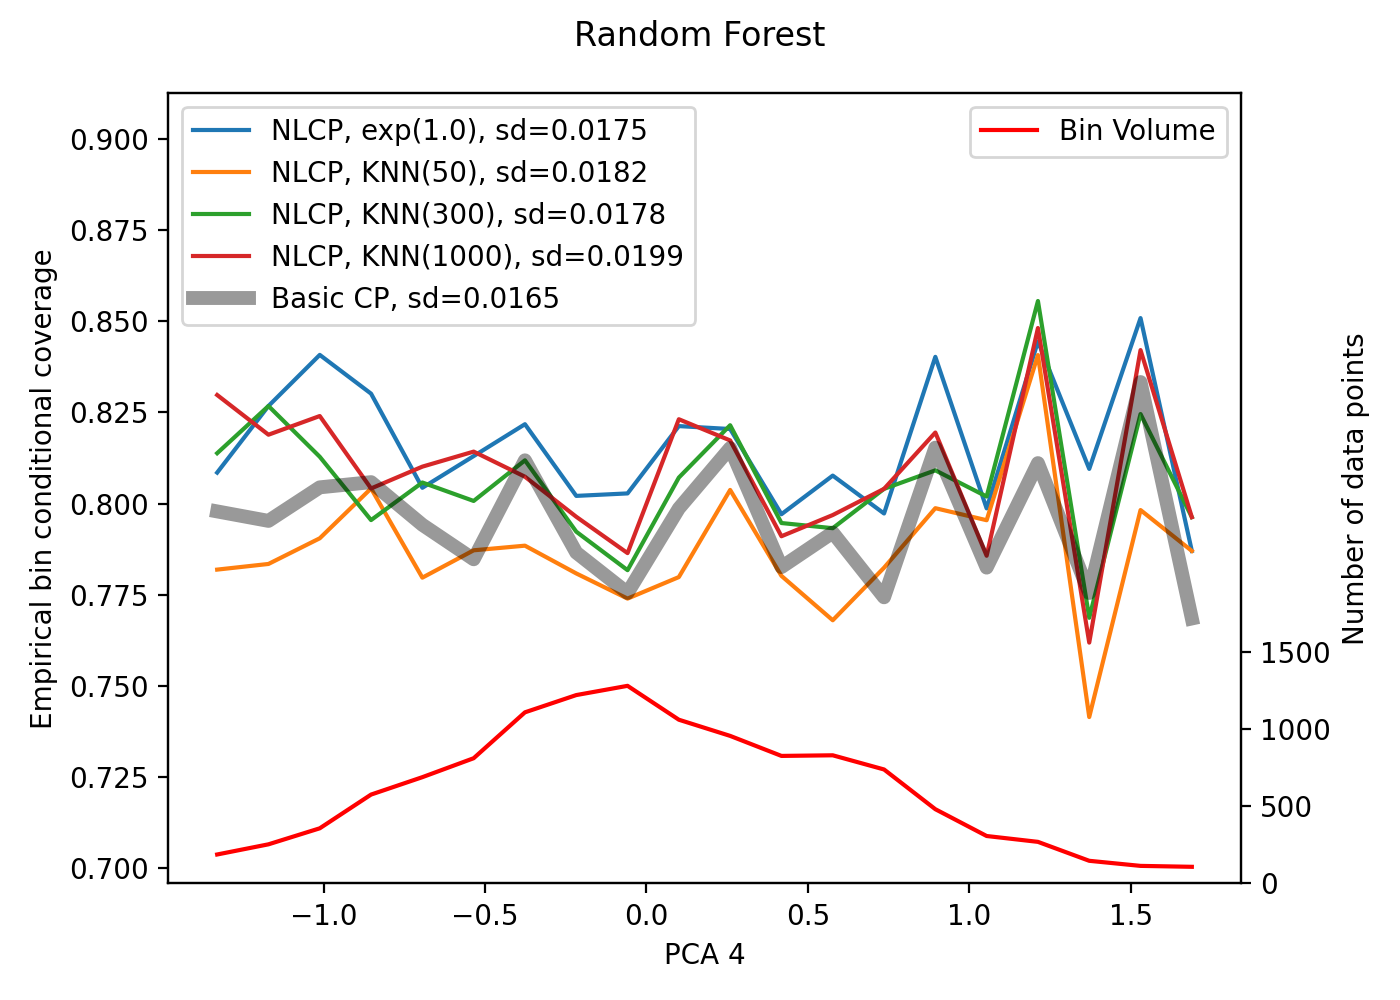 Random Forest
NLCP, exp(1.0), sd=0.0175
NLCP, KNN(50), sd=0.0182
NLCP, KNN(300), sd=0.0178
NLCP, KNN(1000), sd=0.0199
Basic CP, sd=0.0165
Bin Volume
Empirical bin conditional coverage
0.900
0.875
0.850
0.825
0.800
0.775
0.750
0.725
0.700
Number of data points
1500
1000
500
0
−1.0
−0.5
0.0
0.5
1.0
1.5
PCA 4